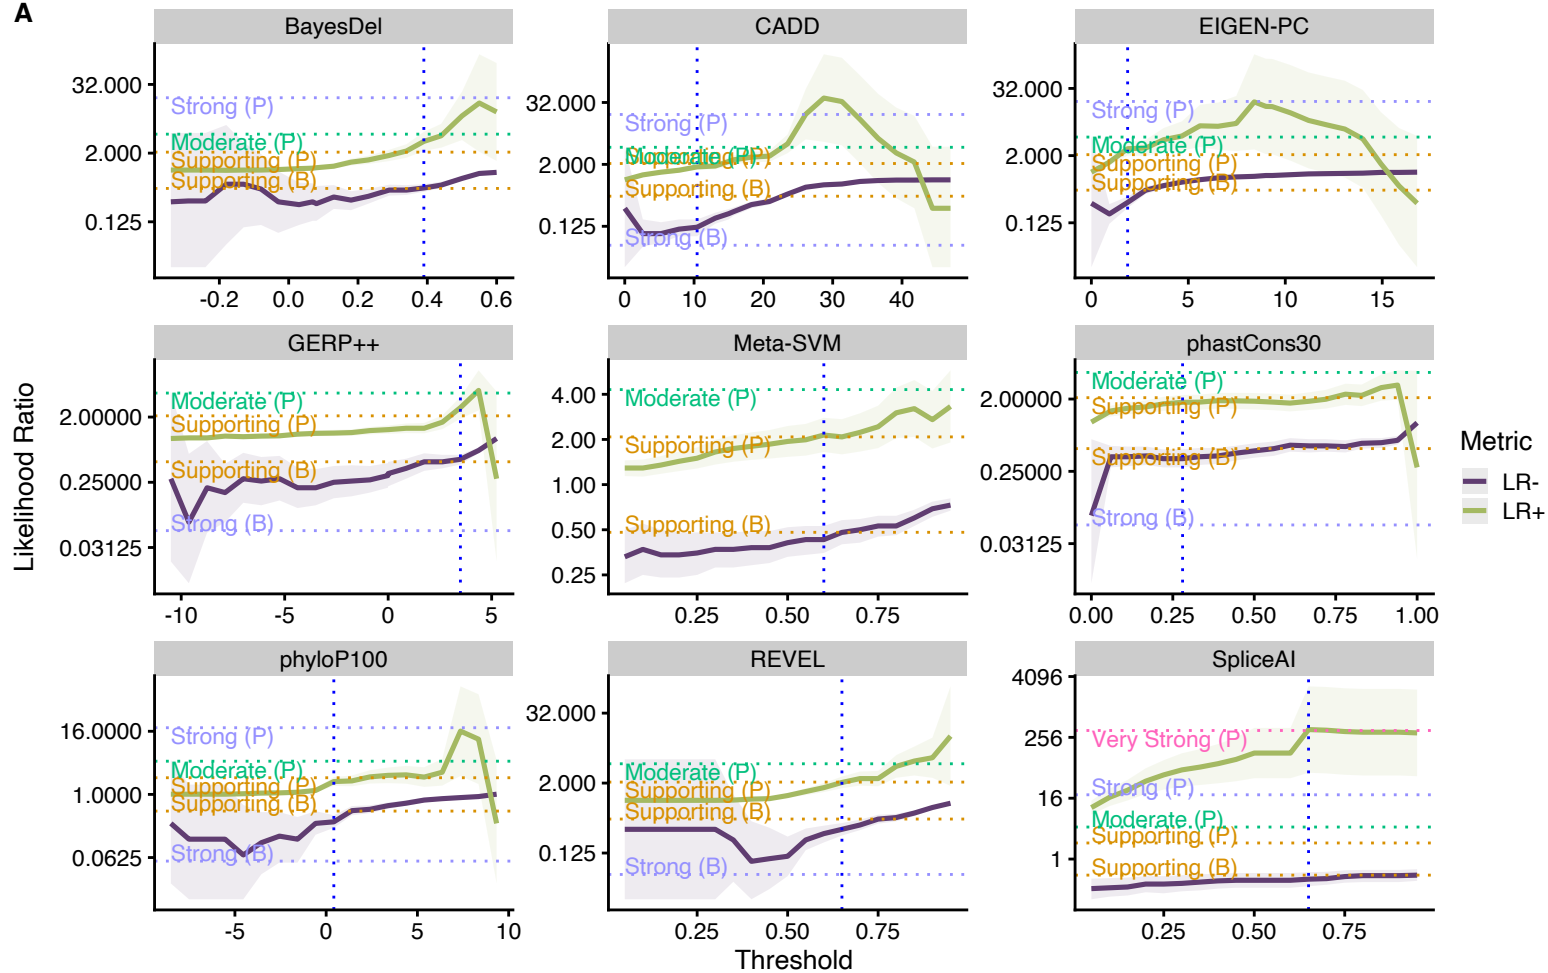 A
BayesDel
CADD
EIGEN-PC
32.000
2.000
0.125
Strong (P)
Moderate (P)
Supporting (P)
Supporting (B)
-0.2 0.0 0.2 0.4 0.6
32.000
2.000
0.125
Strong (P)
Moderate (P)
Supporting (P)
Supporting (B)
Strong (B)
0 10 20 30 40
32.000
2.000
0.125
Strong (P)
Moderate (P)
Supporting (P)
Supporting (B)
0 5 10 15
GERP++
Meta-SVM
phastCons30
2.00000
0.25000
0.03125
Moderate (P)
Supporting (P)
Supporting (B)
Strong (B)
-10 -5 0 5
4.00
2.00
1.00
0.50
0.25
Moderate (P)
Supporting (P)
Supporting (B)
0.25 0.50 0.75
2.00000
0.25000
0.03125
Moderate (P)
Supporting (P)
Supporting (B)
Strong (B)
0.00 0.25 0.50 0.75 1.00
phyloP100
REVEL
SpliceAI
16.0000
1.0000
0.0625
Strong (P)
Moderate (P)
Supporting (P)
Supporting (B)
Strong (B)
-5 0 5 10
32.000
2.000
0.125
Moderate (P)
Supporting (P)
Supporting (B)
Strong (B)
0.25 0.50 0.75
4096
256
16
1
Very Strong (P)
Strong (P)
Moderate (P)
Supporting (P)
Supporting (B)
0.25 0.50 0.75
Likelihood Ratio
Threshold
Metric
LR-
LR+